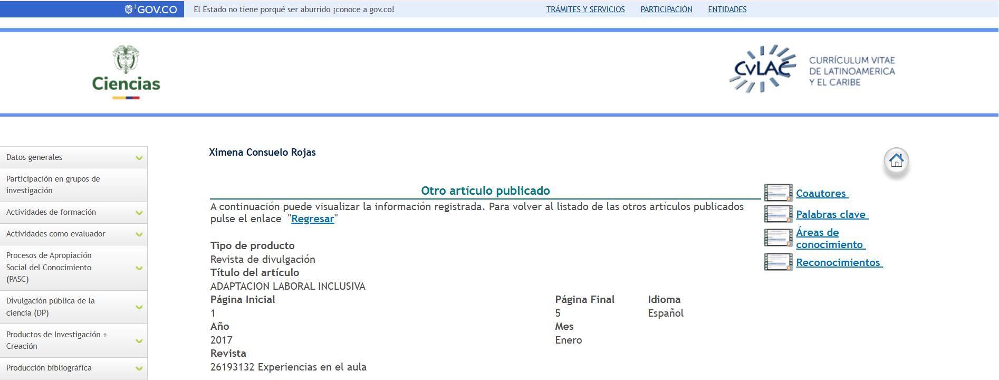 GOV.CO
El Estado no tiene porqué ser aburrido ¡conoce a gov.co!
TRÁMITES Y SERVICIOS
PARTICIPACIÓN
ENTIDADES
Ciencias
CvLAC
CURRÍCULUM VITAE
DE LATINOAMERICA
Y EL CARIBE
Datos generales
Participación en grupos de
investigación
Actividades de formación
Actividades como evaluador
Procesos de Apropiación
Social del Conocimiento
(PASC)
Divulgación pública de la
ciencia (DP)
Productos de Investigación +
Creación
Producción bibliográfica
Ximena Consuelo Rojas
Otro artículo publicado
A continuación puede visualizar la información registrada. Para volver al listado de las otros artículos publicados
pulse el enlace "Regresar"
Tipo de producto
Revista de divulgación
Título del artículo
ADAPTACION LABORAL INCLUSIVA
Página Inicial Página Final Idioma
1 5 Español
Año Mes
2017 Enero
Revista
26193132 Experiencias en el aula
Coautores
Palabras clave
Áreas de
conocimiento
Reconocimientos